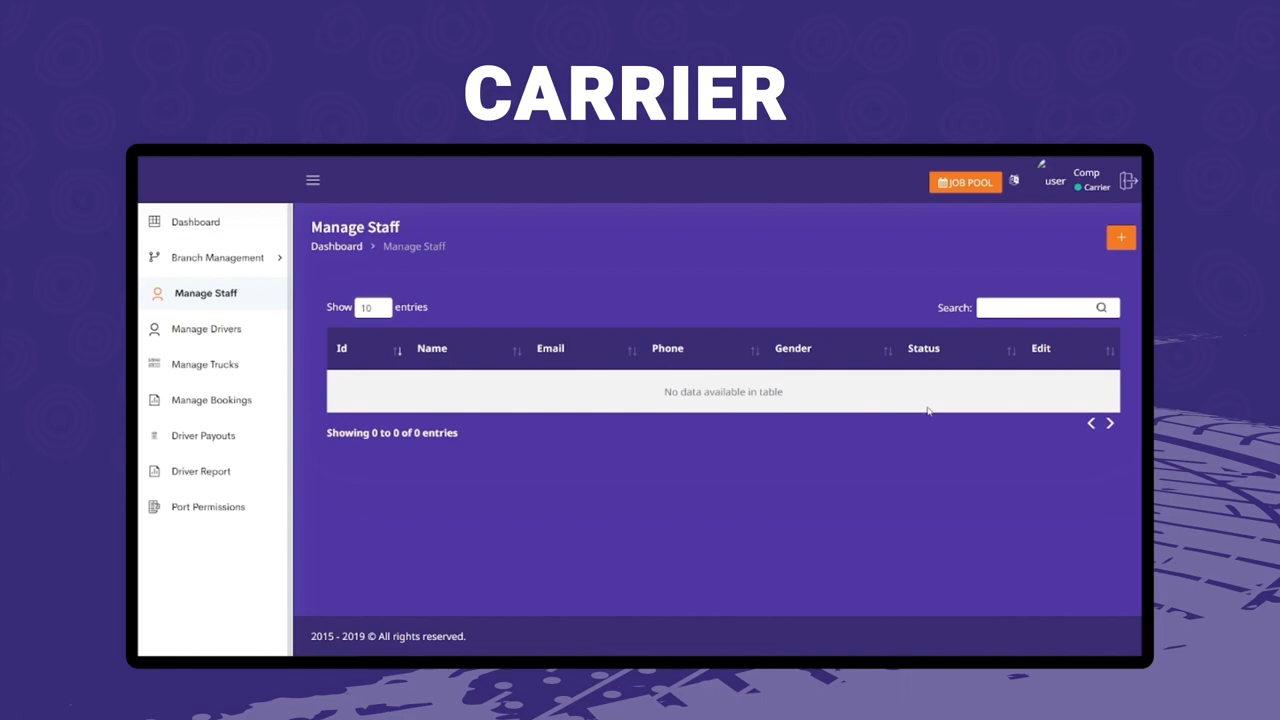 CARRIER
JOB POOL
user
Comp
Carrier
Dashboard
Branch Management
Manage Staff
Manage Drivers
Manage Trucks
Manage Bookings
Driver Payouts
Driver Report
Port Permissions
Manage Staff
Dashboard > Manage Staff
+
Show 10 entries
Search:
Id Name Email Phone Gender Status Edit
No data available in table
Showing 0 to 0 of 0 entries
2015 - 2019 © All rights reserved.